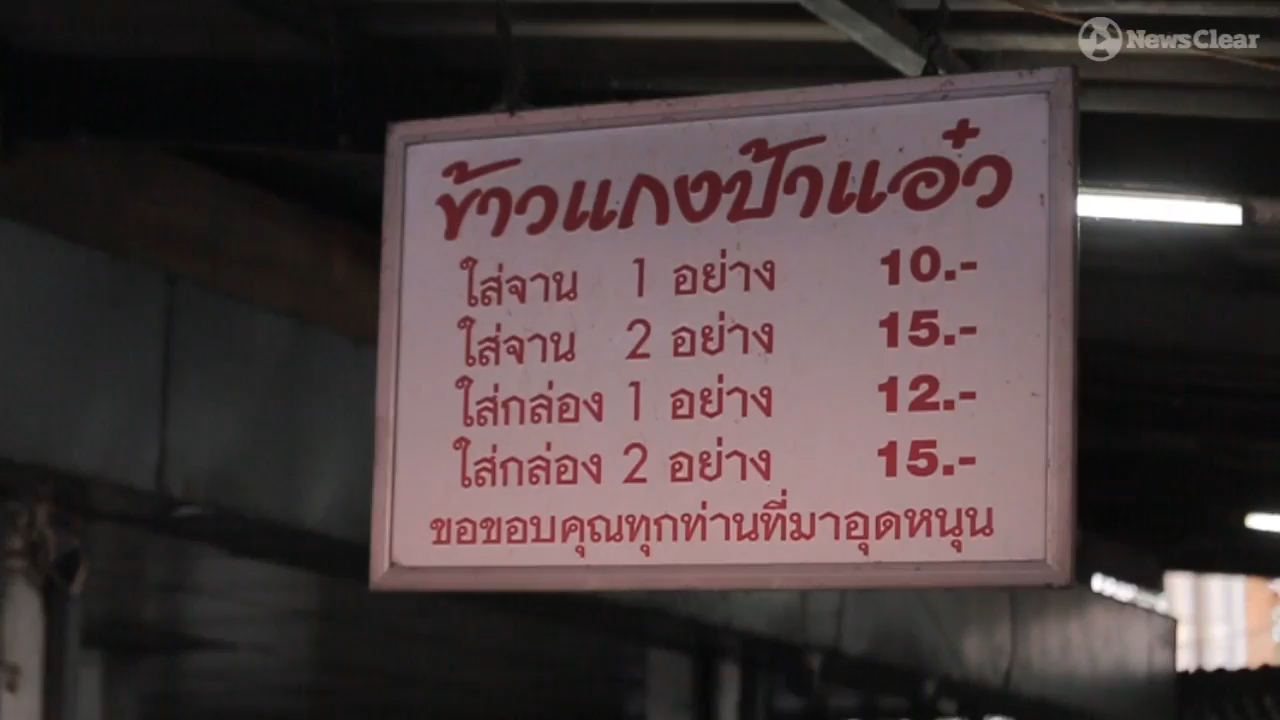 NewsClear
ข้าวแกงป้าแอ๋ว
ใส่จาน 1 อย่าง 10.-
ใส่จาน 2 อย่าง 15.-
ใส่กล่อง 1 อย่าง 12.-
ใส่กล่อง 2 อย่าง 15.-
ขอขอบคุณทุกท่านที่มาอุดหนุน